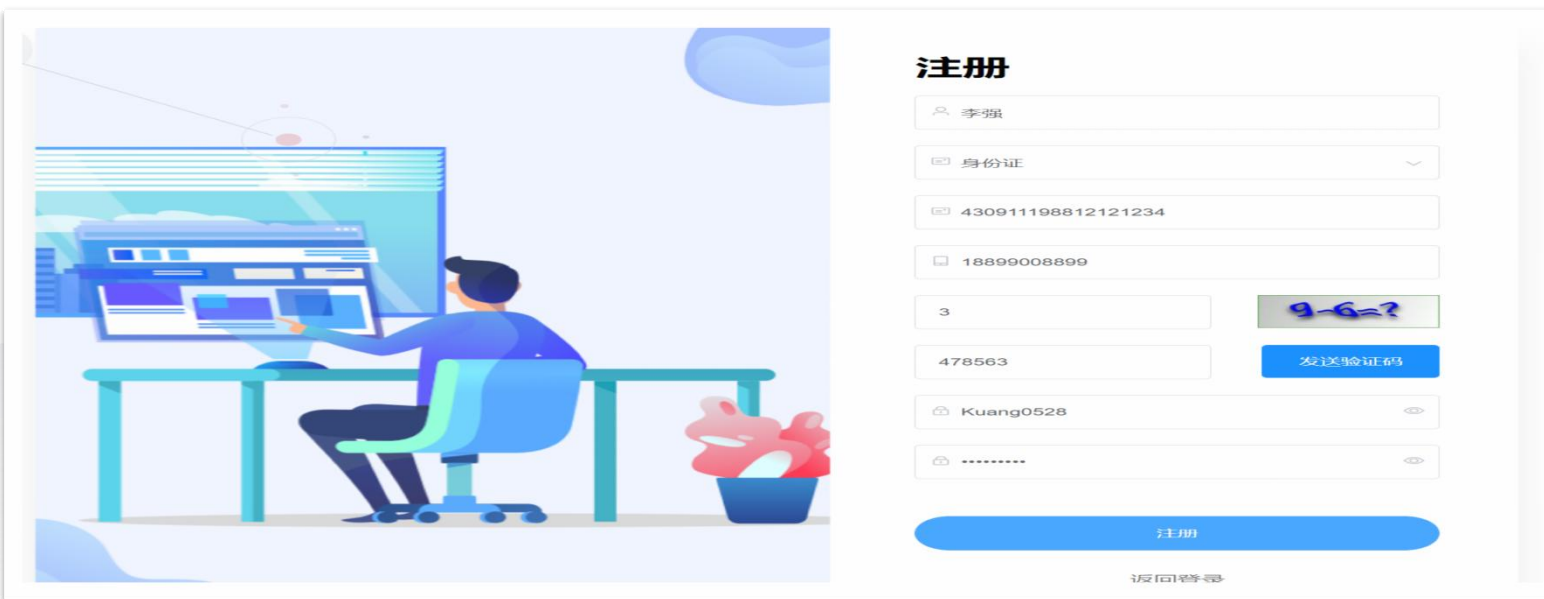 注册
李强
身份证
430911198812121234
18899008899
3
9-6=?
478563
发送验证码
Kuang0528
•••••••••
注册
返回登录